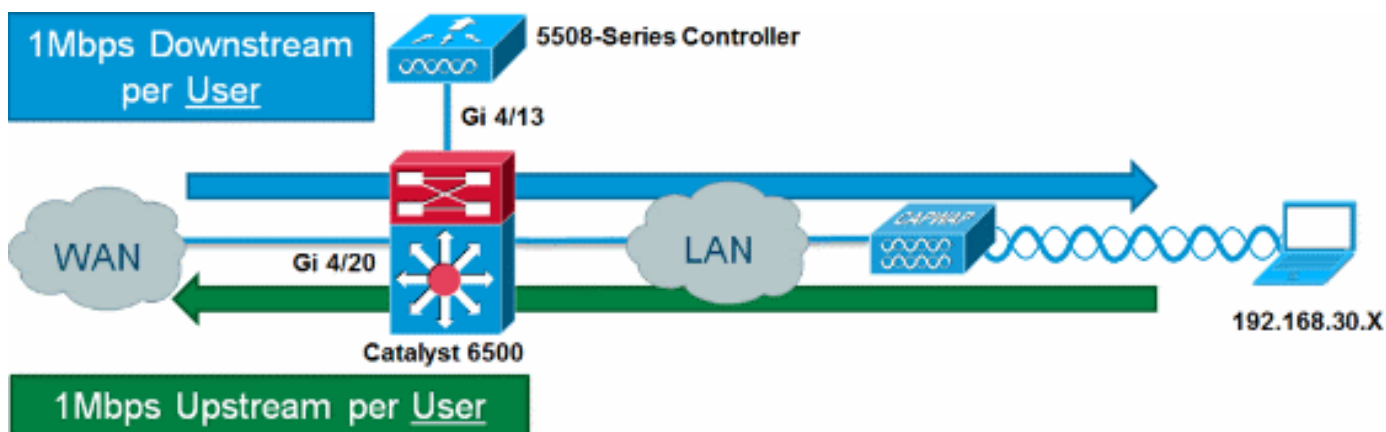 1Mbps Downstream
per User
5508-Series Controller
Gi 4/13
WAN
Gi 4/20
LAN
CAPWAP
192.168.30.X
Catalyst 6500
1Mbps Upstream per User